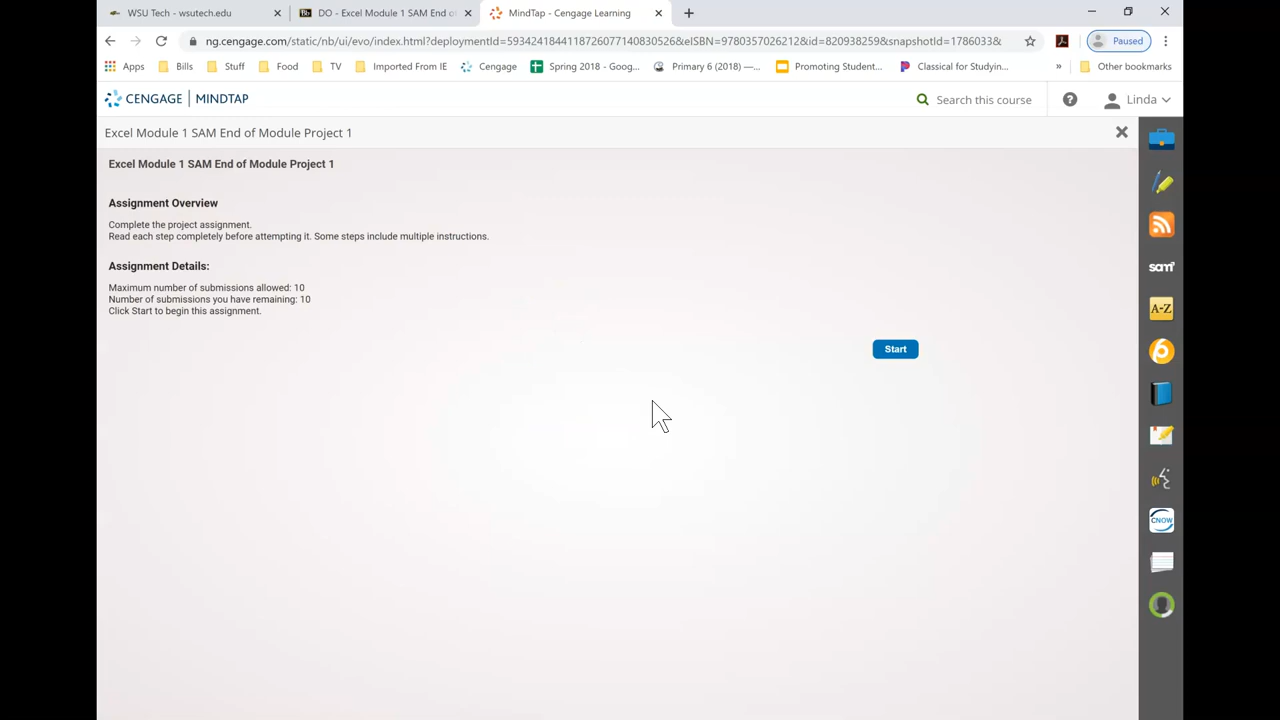 WSU Tech - wsutech.edu
DO - Excel Module 1 SAM End of
MindTap - Cengage Learning
ng.cengage.com/static/nb/ui/evo/index.html?deploymentId=5934241844118726077140830526&eISBN=9780357026212&id=820938259&snapshotId=1786033&
Paused
Apps
Bills
Stuff
Food
TV
Imported From IE
Cengage
Spring 2018 - Goog...
Primary 6 (2018) —...
Promoting Student...
Classical for Studyin...
»
Other bookmarks
CENGAGE | MINDTAP
Search this course
Linda
Excel Module 1 SAM End of Module Project 1
Excel Module 1 SAM End of Module Project 1
Assignment Overview
Complete the project assignment.
Read each step completely before attempting it. Some steps include multiple instructions.
Assignment Details:
Maximum number of submissions allowed: 10
Number of submissions you have remaining: 10
Click Start to begin this assignment.
Start
sam
A-Z
CNOW